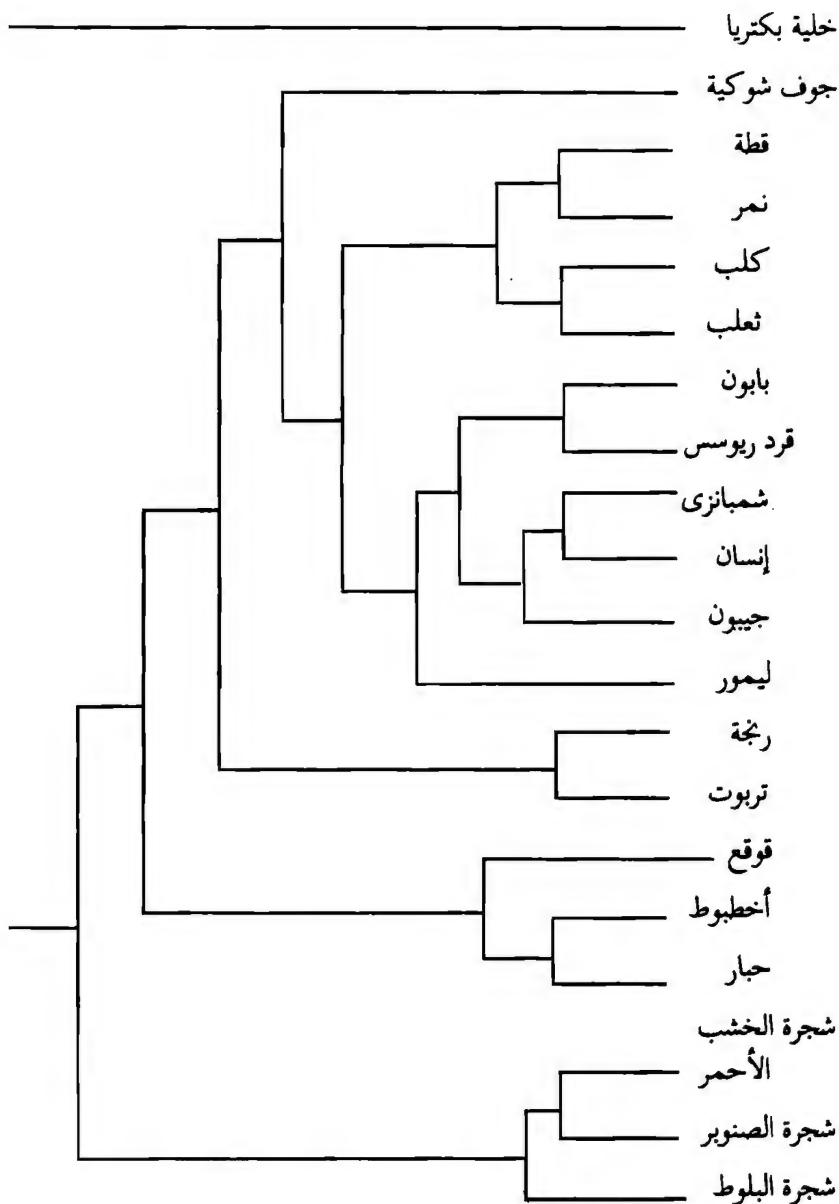 خلية بكتريا
جوف شوكية
قطة
نمر
كلب
ثعلب
بابون
قرد ريوسس
شمبانزى
إنسان
جيبون
ليمور
رنجة
تربوت
قوقع
أخطبوط
حبار
شجرة الخشب
الأحمر
شجرة الصنوبر
شجرة البلوط